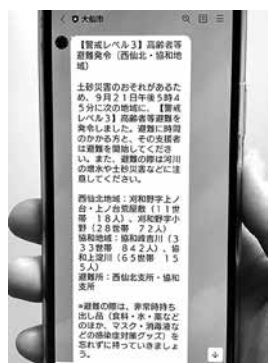 大仙市
【警戒レベル3】高齢者等
避難発令（西仙北・協和地
域）
土砂災害のおそれがあるた
め、9月21日午後5時4
5分に次の地域に、【警戒
レベル3】高齢者等避難を
発令しました。避難に時間
のかかる方と、その支援者
は避難を開始してくださ
い。また、避難の際は河川
の増水や土砂災害などに注
意してください。
西仙北地域：刈和野字上ノ
台・上ノ台荒屋敷（11世
帯　18人）、刈和野字小
野（28世帯　72人）
協和地域：協和峰吉川（3
33世帯　842人）、協
和上淀川（65世帯　15
5人）
避難所：西仙北支所・協和
支所
*避難の際は、非常時持ち
出し品（食料・水・薬など
のほか、マスク・消毒液な
どの感染症対策グッズ）を
忘れずに持っていきましょ
う。